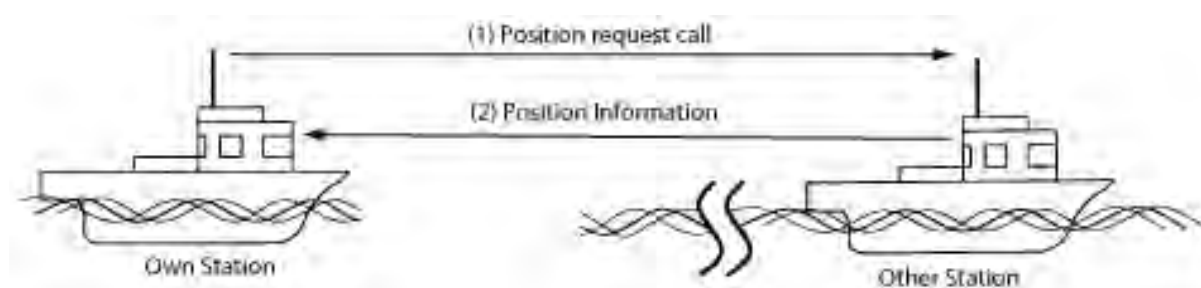 (1) Position request call
(2) Position Information
Own Station
Other Station